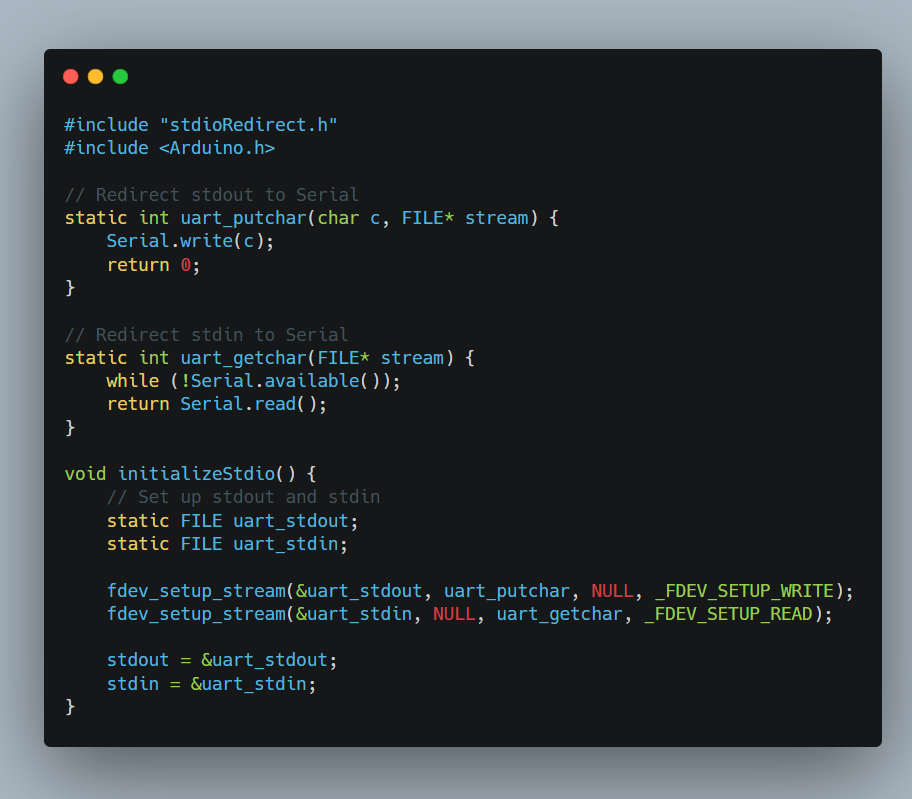 #include "stdioRedirect.h"
#include <Arduino.h>

// Redirect stdout to Serial
static int uart_putchar(char c, FILE* stream) {
    Serial.write(c);
    return 0;
}

// Redirect stdin to Serial
static int uart_getchar(FILE* stream) {
    while (!Serial.available());
    return Serial.read();
}

void initializeStdio() {
    // Set up stdout and stdin
    static FILE uart_stdout;
    static FILE uart_stdin;

    fdev_setup_stream(&uart_stdout, uart_putchar, NULL, _FDEV_SETUP_WRITE);
    fdev_setup_stream(&uart_stdin, NULL, uart_getchar, _FDEV_SETUP_READ);

    stdout = &uart_stdout;
    stdin = &uart_stdin;
}